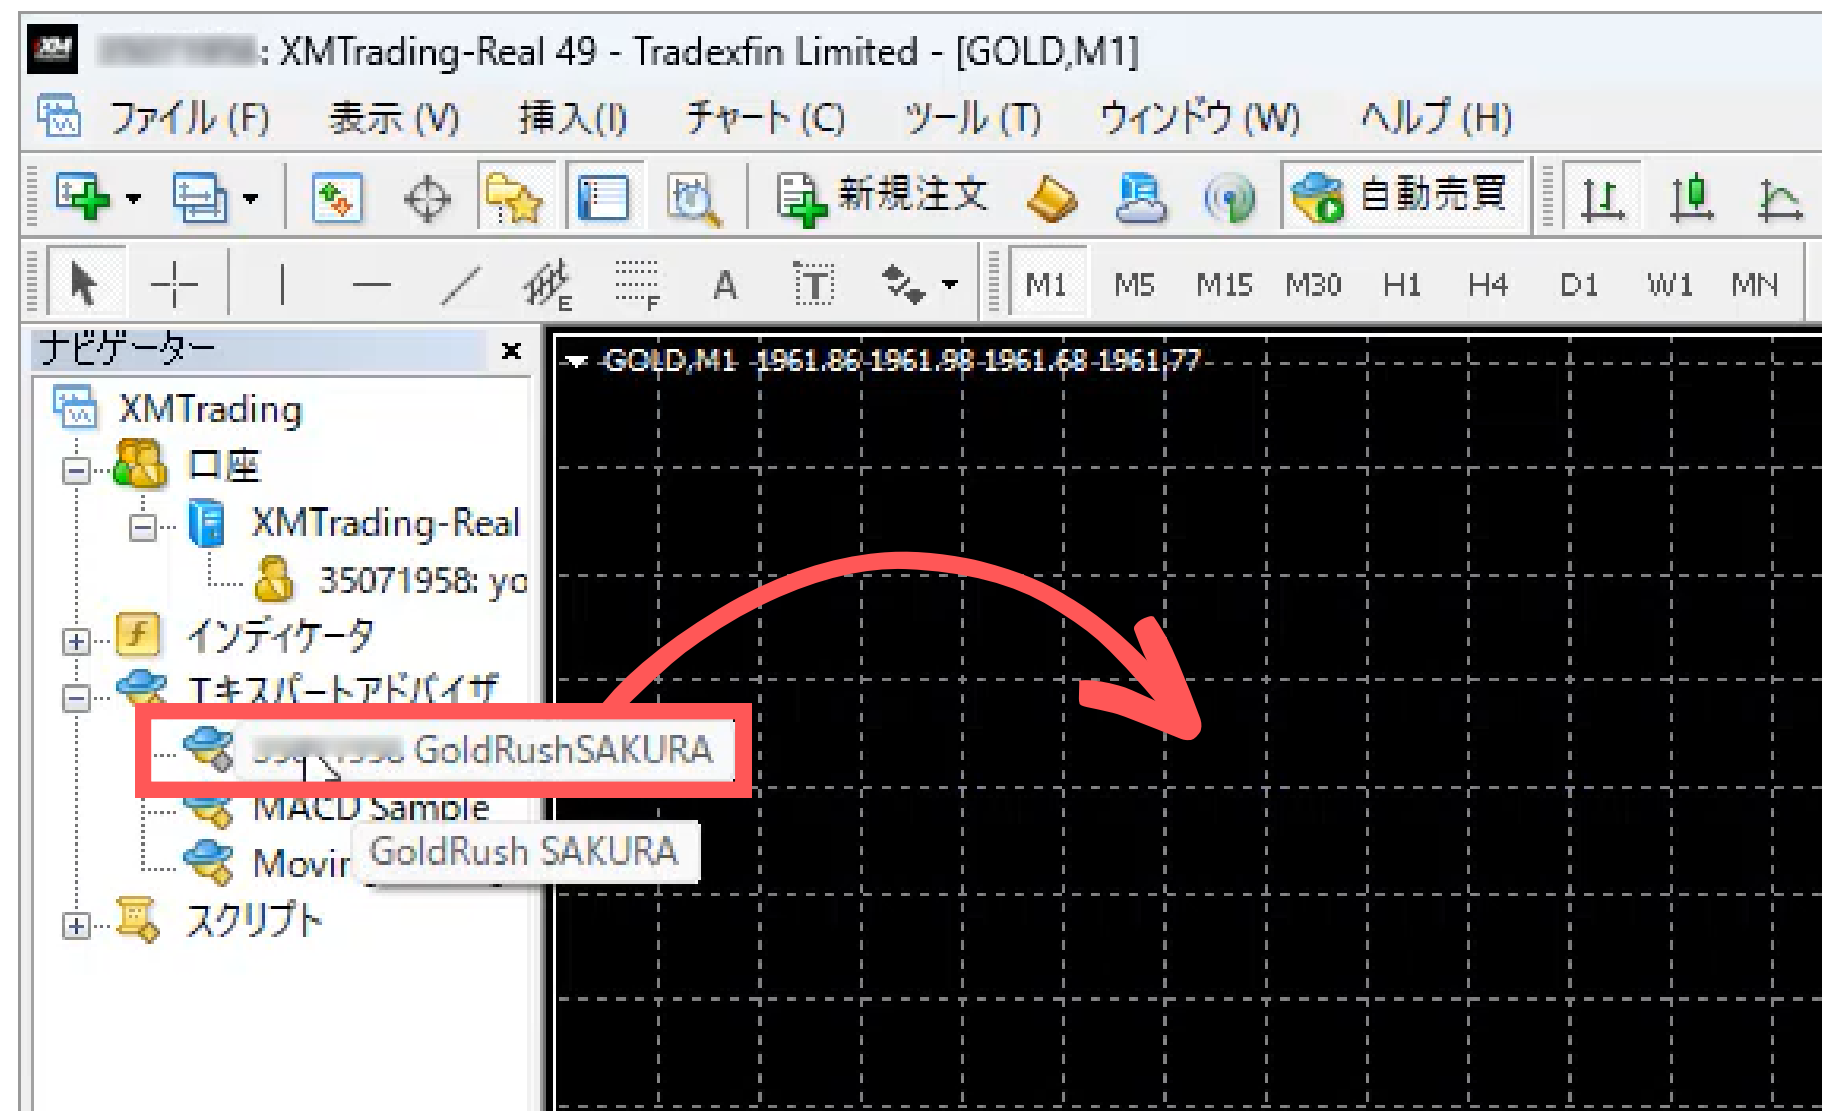 XM : XMTrading-Real 49 - Tradexfin Limited - [GOLD,M1]
ファイル (F) 表示 (V) 挿入(I) チャート (C) ツール (T) ウィンドウ (W) ヘルプ (H)
新規注文 自動売買
E F A T M1 M5 M15 M30 H1 H4 D1 W1 MN
ナビゲーター
GOLD,M1 1961.86 1961.98 1961.68 1961.77
XMTrading
口座
XMTrading-Real
35071958: yo
インディケータ
エキスパートアドバイザ
GoldRushSAKURA
MACD Sample
Movin
GoldRush SAKURA
スクリプト